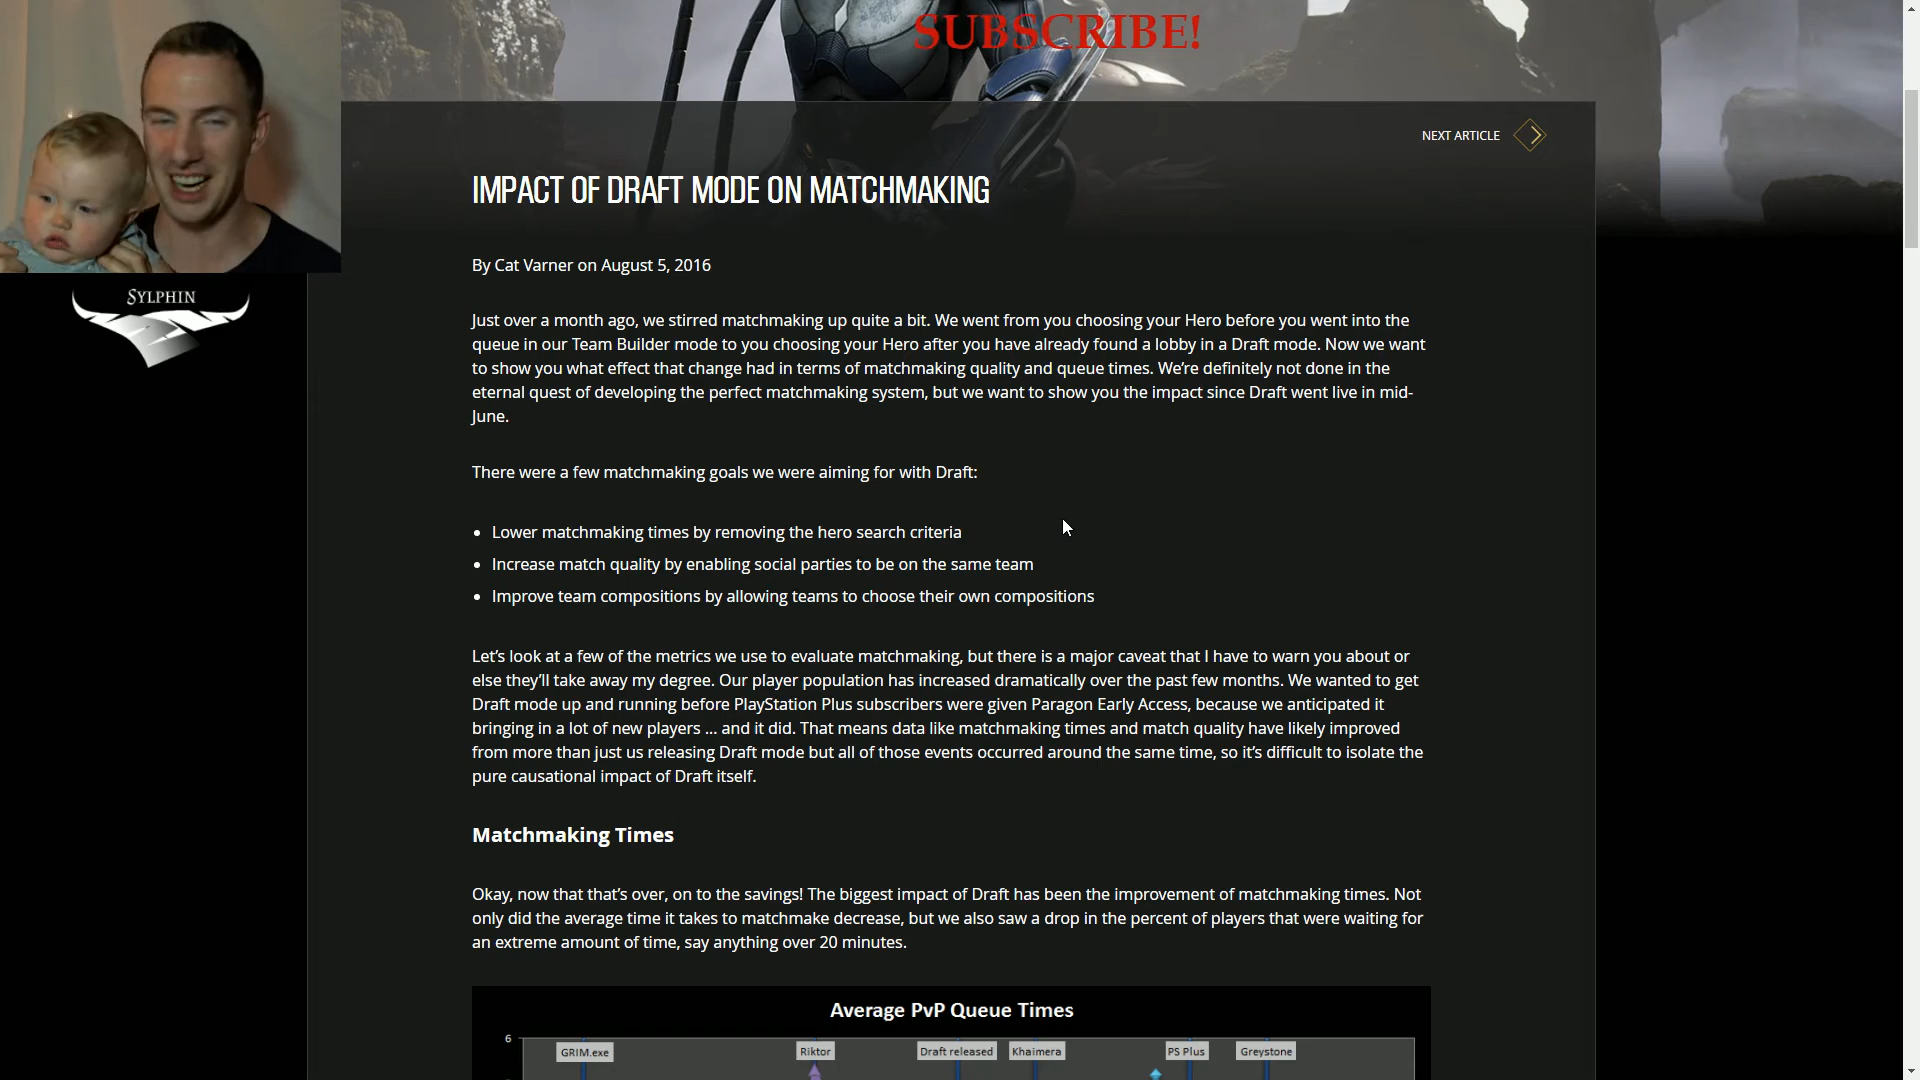 SUBSCRIBE!
NEXT ARTICLE
IMPACT OF DRAFT MODE ON MATCHMAKING
By Cat Varner on August 5, 2016
SYLPHIN
Just over a month ago, we stirred matchmaking up quite a bit. We went from you choosing your Hero before you went into the
queue in our Team Builder mode to you choosing your Hero after you have already found a lobby in a Draft mode. Now we want
to show you what effect that change had in terms of matchmaking quality and queue times. We’re definitely not done in the
eternal quest of developing the perfect matchmaking system, but we want to show you the impact since Draft went live in mid-
June.
There were a few matchmaking goals we were aiming for with Draft:
• Lower matchmaking times by removing the hero search criteria
• Increase match quality by enabling social parties to be on the same team
• Improve team compositions by allowing teams to choose their own compositions
Let’s look at a few of the metrics we use to evaluate matchmaking, but there is a major caveat that I have to warn you about or
else they’ll take away my degree. Our player population has increased dramatically over the past few months. We wanted to get
Draft mode up and running before PlayStation Plus subscribers were given Paragon Early Access, because we anticipated it
bringing in a lot of new players ... and it did. That means data like matchmaking times and match quality have likely improved
from more than just us releasing Draft mode but all of those events occurred around the same time, so it’s difficult to isolate the
pure causational impact of Draft itself.
Matchmaking Times
Okay, now that that’s over, on to the savings! The biggest impact of Draft has been the improvement of matchmaking times. Not
only did the average time it takes to matchmake decrease, but we also saw a drop in the percent of players that were waiting for
an extreme amount of time, say anything over 20 minutes.
Average PvP Queue Times
6
GRIM.exe Riktor Draft released Khaimera PS Plus Greystone